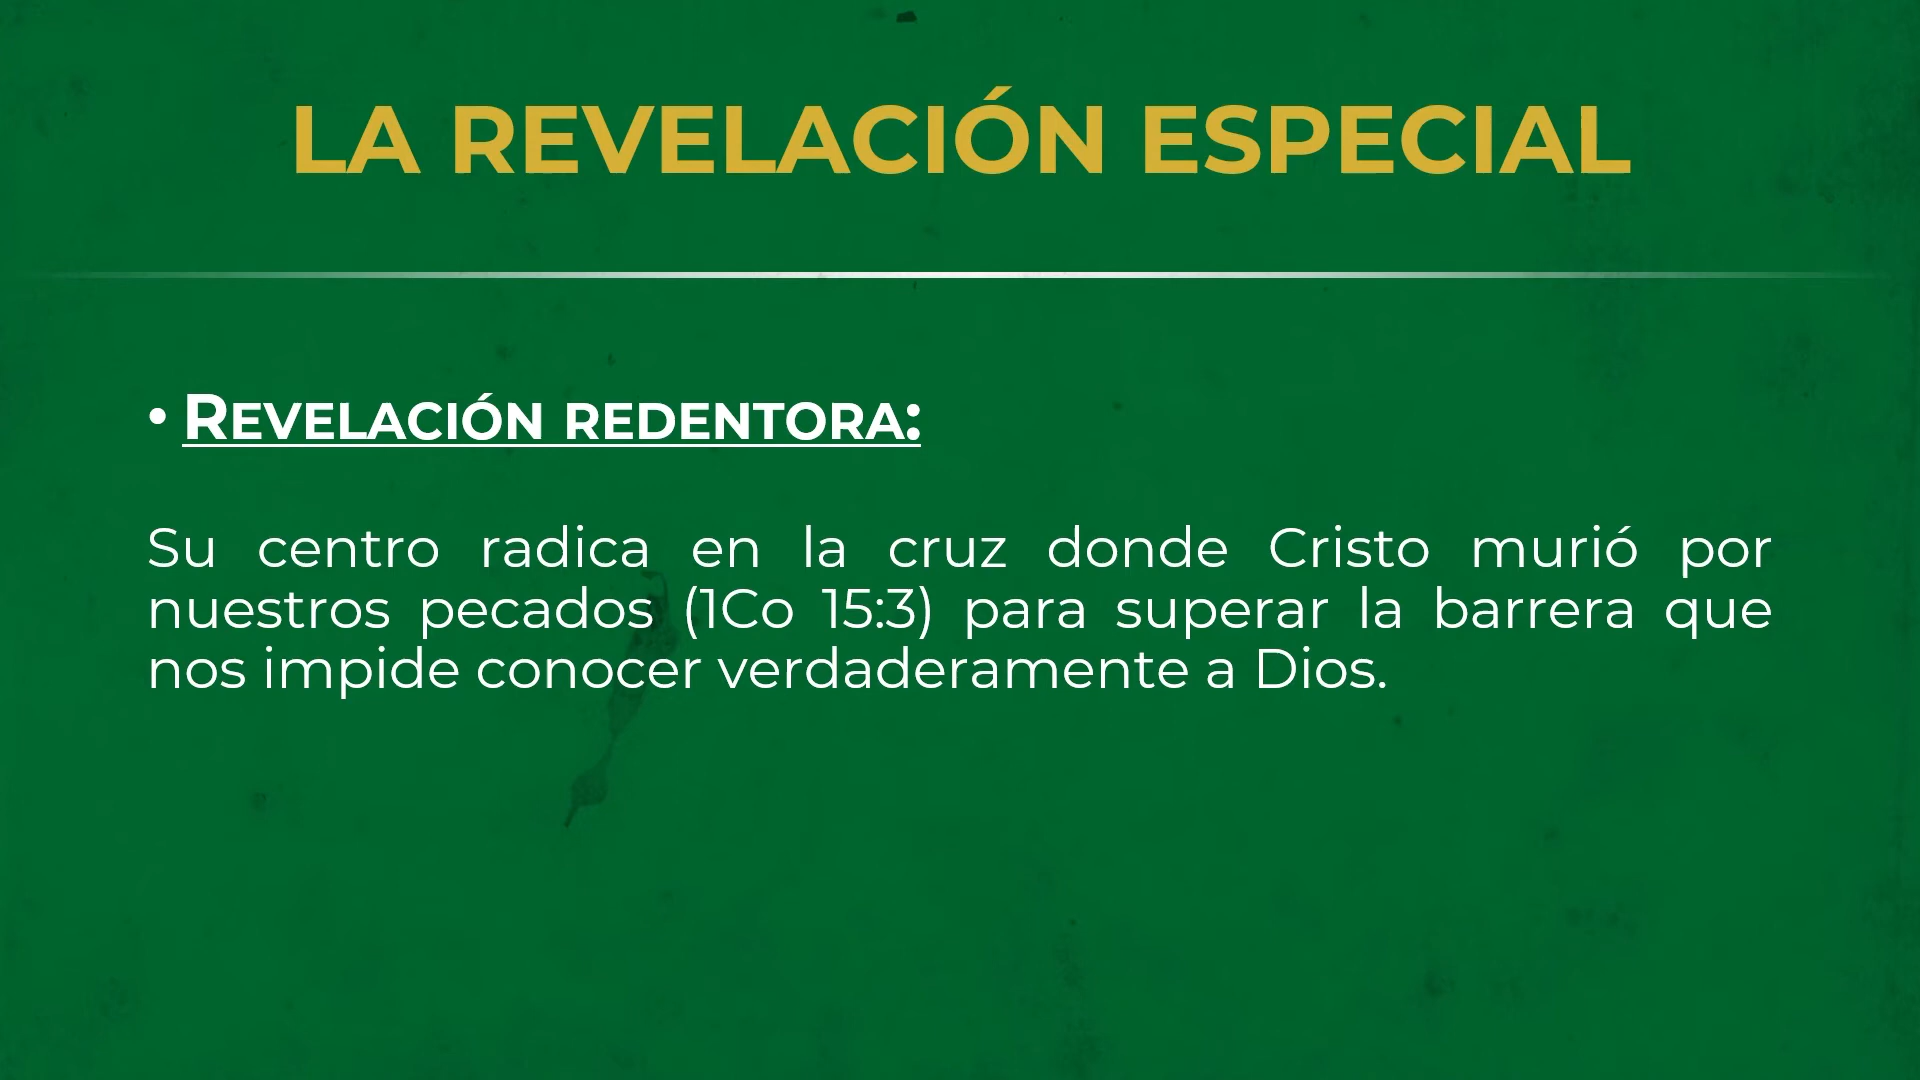 LA REVELACIÓN ESPECIAL
• REVELACIÓN REDENTORA:
Su centro radica en la cruz donde Cristo murió por
nuestros pecados (1Co 15:3) para superar la barrera que
nos impide conocer verdaderamente a Dios.